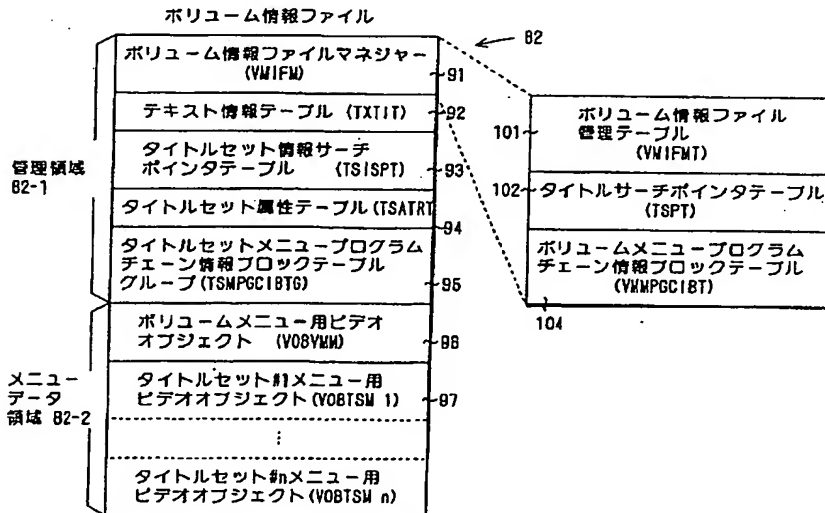 ボリューム情報ファイル
82
ボリューム情報ファイルマネジャー
(VMIFM)
91
テキスト情報テーブル (TXTIT)
92
タイトルセット情報サーチ
ポインタテーブル (TSISPT)
93
タイトルセット属性テーブル(TSATRT
94
タイトルセットメニュープログラム
チェーン情報ブロックテーブル
グループ(TSMPGCIBTG)
95
管理領域
82-1
ボリュームメニュー用ビデオ
オブジェクト (VOBVMM)
98
タイトルセット#1メニュー用
ビデオオブジェクト(VOBTSM 1)
97
⋮
タイトルセット#nメニュー用
ビデオオブジェクト(VOBTSM n)
メニュー
データ
領域 82-2
101
ボリューム情報ファイル
管理テーブル
(VMIFMT)
102
タイトルサーチポインタテーブル
(TSPT)
ボリュームメニュープログラム
チェーン情報ブロックテーブル
(VMMPGCIBT)
104